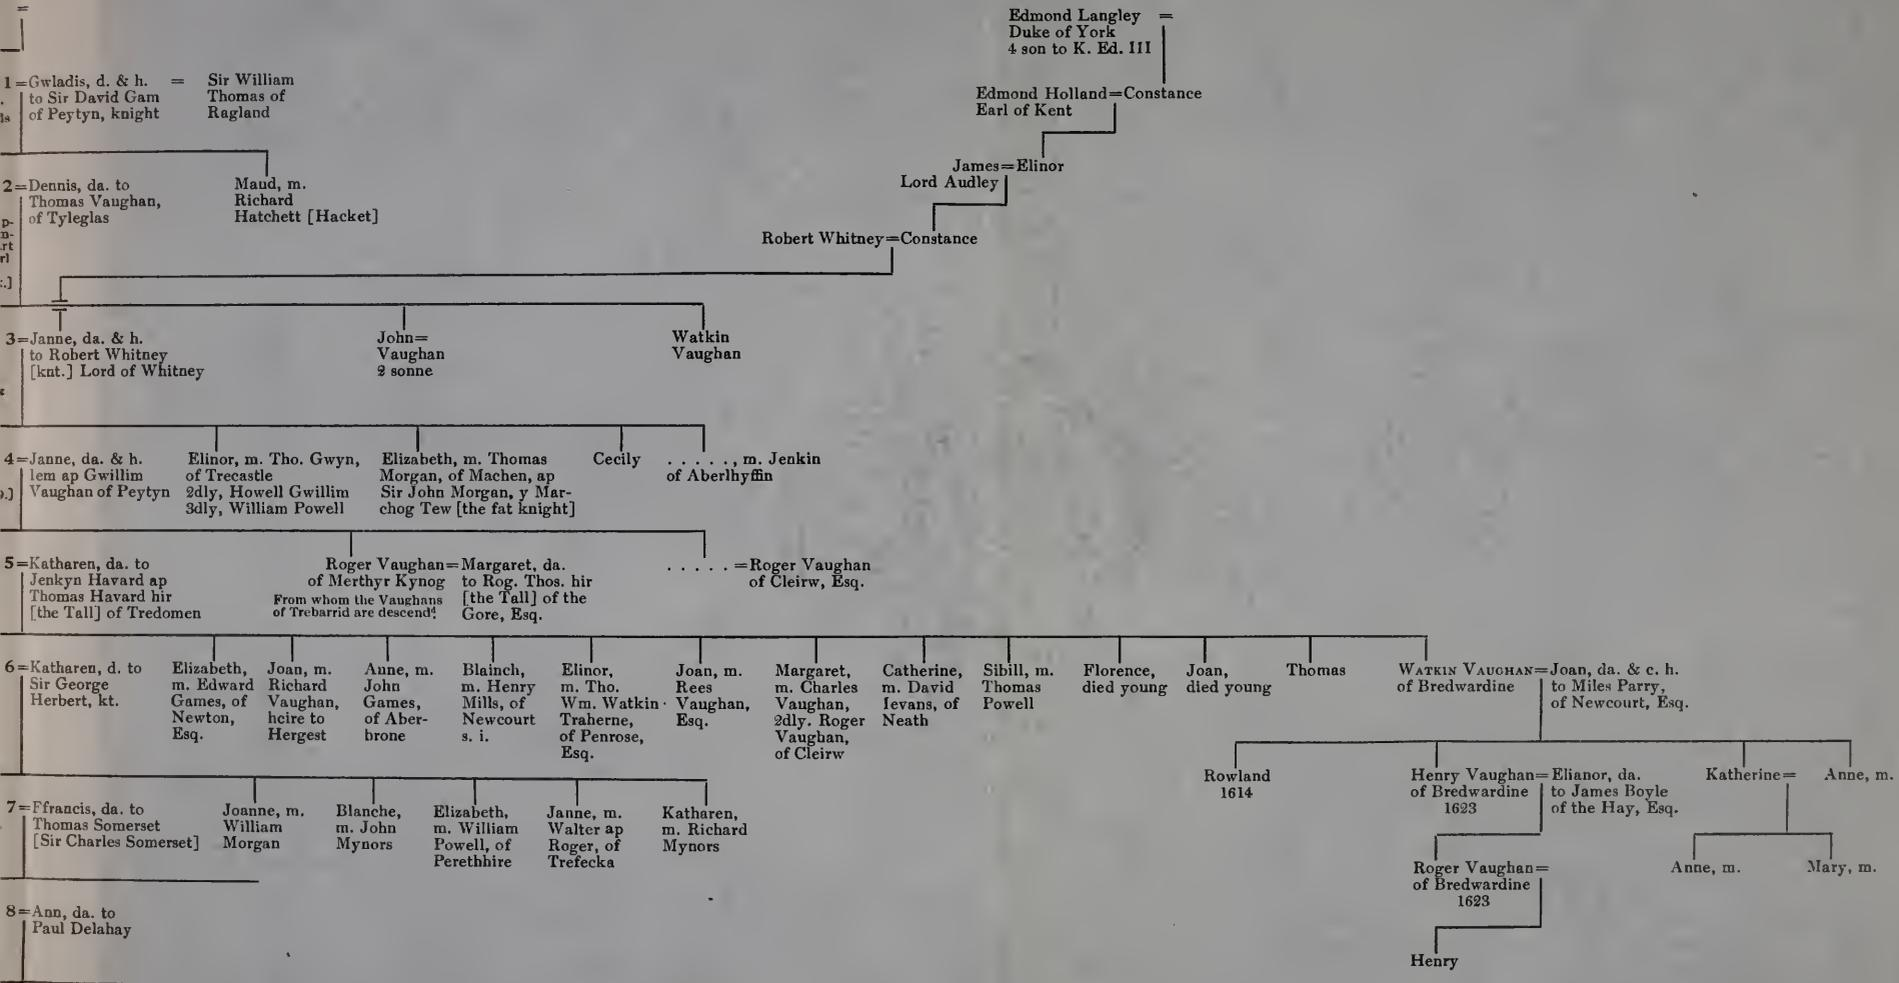 Edmond Langley =
Duke of York
4 son to K. Ed. III
1=Gwladis, d. & h. =
to Sir David Gam
of Peytyn, knight
Sir William
Thomas of
Ragland
Edmond Holland=Constance
Earl of Kent
James=Elinor
Lord Audley
2=Dennis, da. to
Thomas Vaughan,
of Tyleglas
Maud, m.
Richard
Hatchett [Hacket]
Robert Whitney=Constance
3=Janne, da. & h.
to Robert Whitney
[knt.] Lord of Whitney
John=
Vaughan
2 sonne
Watkin
Vaughan
4=Janne, da. & h.
lem ap Gwillim
Vaughan of Peytyn
Elinor, m. Tho. Gwyn,
of Trecastle
2dly, Howell Gwillim
3dly, William Powell
Elizabeth, m. Thomas
Morgan, of Machen, ap
Sir John Morgan, y Mar-
chog Tew [the fat knight]
Cecily
. . . . ., m. Jenkin
of Aberlhyffin
5=Katharen, da. to
Jenkyn Havard ap
Thomas Havard hir
[the Tall] of Tredomen
Roger Vaughan=
of Merthyr Kynog
From whom the Vaughans
of Trebarrid are descendd.
Margaret, da.
to Rog. Thos. hir
[the Tall] of the
Gore, Esq.
. . . . . =Roger Vaughan
of Cleirw, Esq.
6=Katharen, d. to
Sir George
Herbert, kt.
Elizabeth,
m. Edward
Games, of
Newton,
Esq.
Joan, m.
Richard
Vaughan,
heire to
Hergest
Anne, m.
John
Games,
of Aber-
brone
Blainch,
m. Henry
Mills, of
Newcourt
s. i.
Elinor,
m. Tho.
Wm. Watkin
Traherne,
of Penrose,
Esq.
Joan, m.
Rees
Vaughan,
Esq.
Margaret,
m. Charles
Vaughan,
2dly. Roger
Vaughan,
of Cleirw
Catherine,
m. David
Ievans, of
Neath
Sibill, m.
Thomas
Powell
Florence,
died young
Joan,
died young
Thomas
WATKIN VAUGHAN=
of Bredwardine
Joan, da. & c. h.
to Miles Parry,
of Newcourt, Esq.
Rowland
1614
Henry Vaughan=
of Bredwardine
1623
Elianor, da.
to James Boyle
of the Hay, Esq.
Katherine=
Anne, m.
7=Ffrancis, da. to
Thomas Somerset
[Sir Charles Somerset]
Joanne, m.
William
Morgan
Blanche,
m. John
Mynors
Elizabeth,
m. William
Powell, of
Perethhire
Janne, m.
Walter ap
Roger, of
Trefecka
Katharen,
m. Richard
Mynors
Roger Vaughan=
of Bredwardine
1623
Anne, m.
Mary, m.
8=Ann, da. to
Paul Delahay
Henry